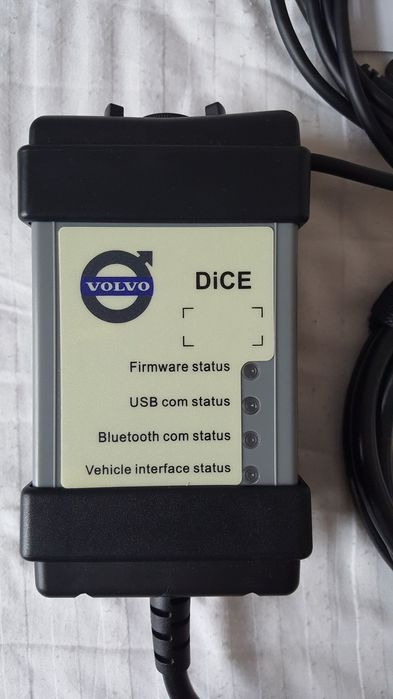 VOLVO
DiCE
Firmware status
USB com status
Bluetooth com status
Vehicle interface status